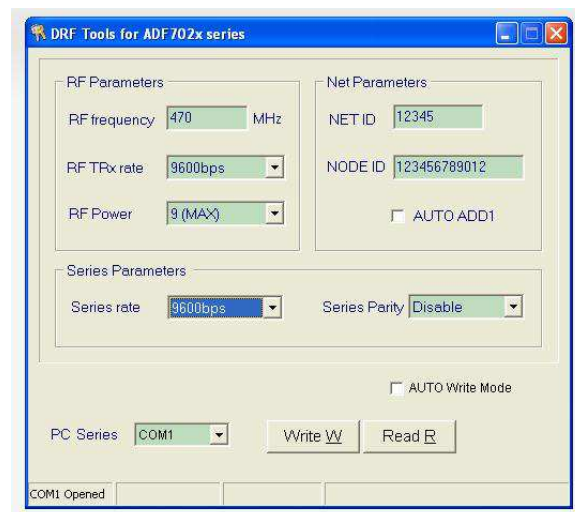 DRF Tools for ADF702x series
RF Parameters
RF frequency 470 MHz
RF TRx rate 9600bps
RF Power 9 (MAX)
Net Parameters
NET ID 12345
NODE ID 123456789012
AUTO ADD1
Series Parameters
Series rate 9600bps
Series Parity Disable
AUTO Write Mode
PC Series COM1 Write W Read R
COM1 Opened